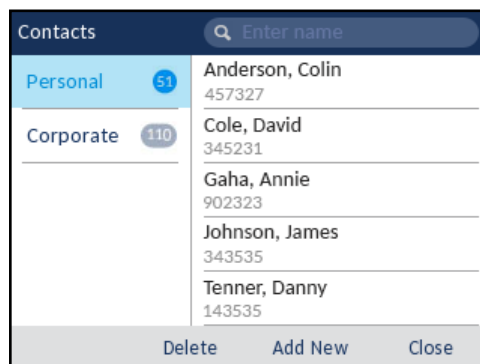 Contacts
Enter name
Personal 51
Corporate 110
Anderson, Colin
457327
Cole, David
345231
Gaha, Annie
902323
Johnson, James
343535
Tenner, Danny
143535
Delete Add New Close